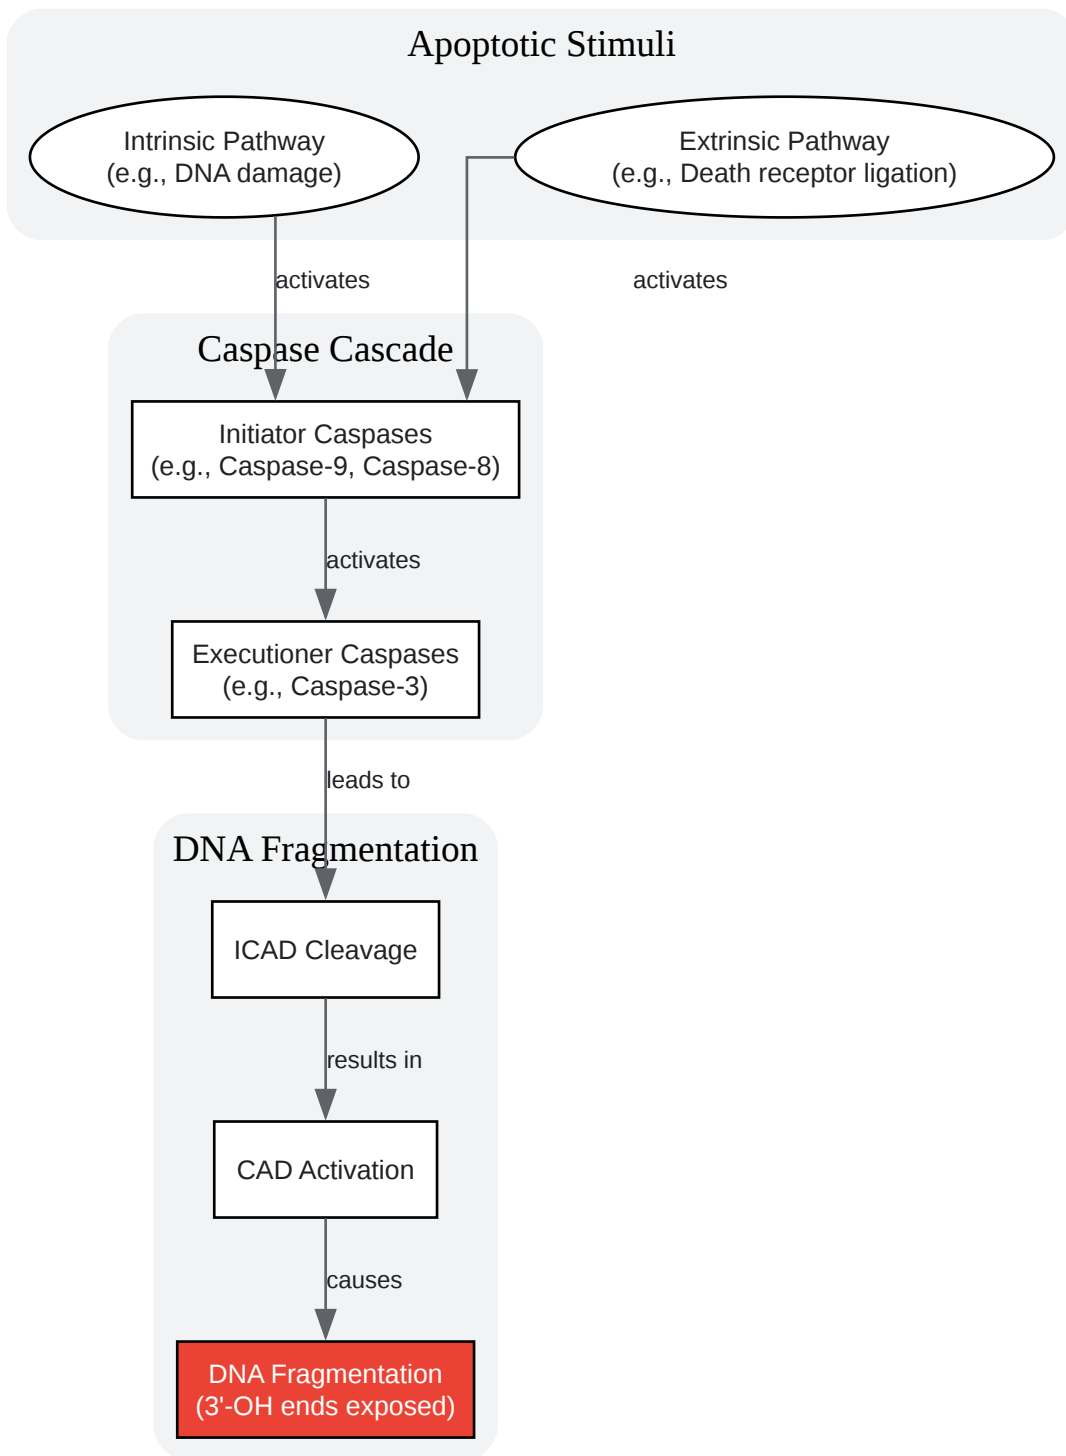 Apoptotic Stimuli
Intrinsic Pathway
(e.g., DNA damage)
Extrinsic Pathway
(e.g., Death receptor ligation)
activates
activates
Caspase Cascade
Initiator Caspases
(e.g., Caspase-9, Caspase-8)
activates
Executioner Caspases
(e.g., Caspase-3)
leads to
DNA Fragmentation
ICAD Cleavage
results in
CAD Activation
causes
DNA Fragmentation
(3'-OH ends exposed)